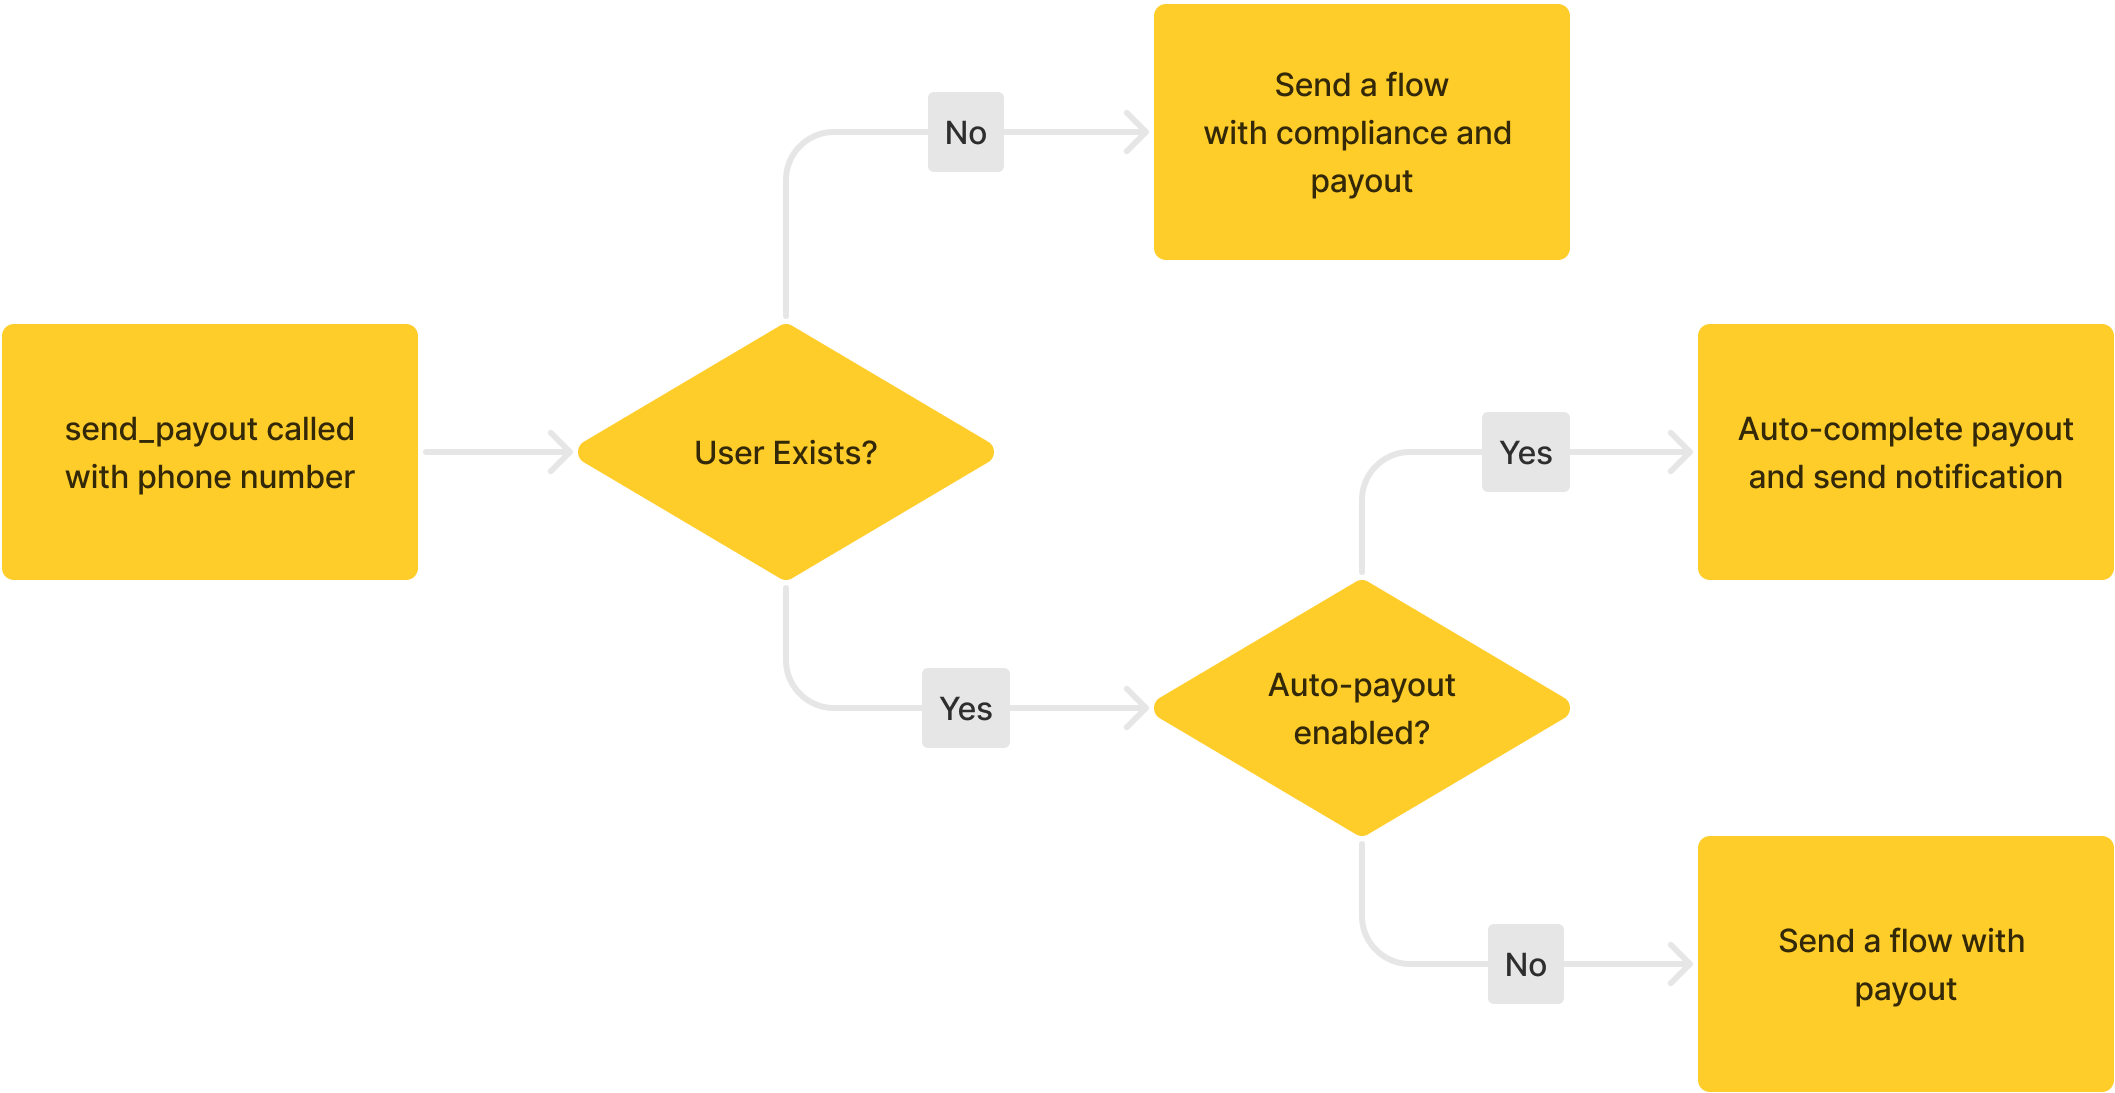 Send a flow
with compliance and
payout
No
send_payout called
with phone number
User Exists?
Yes
Auto-complete payout
and send notification
Yes
Auto-payout
enabled?
No
Send a flow with
payout